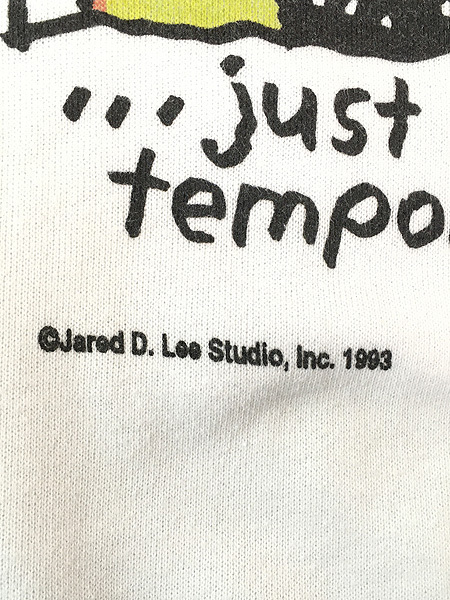 ...just
tempo
©Jared D. Lee Studio, Inc. 1993